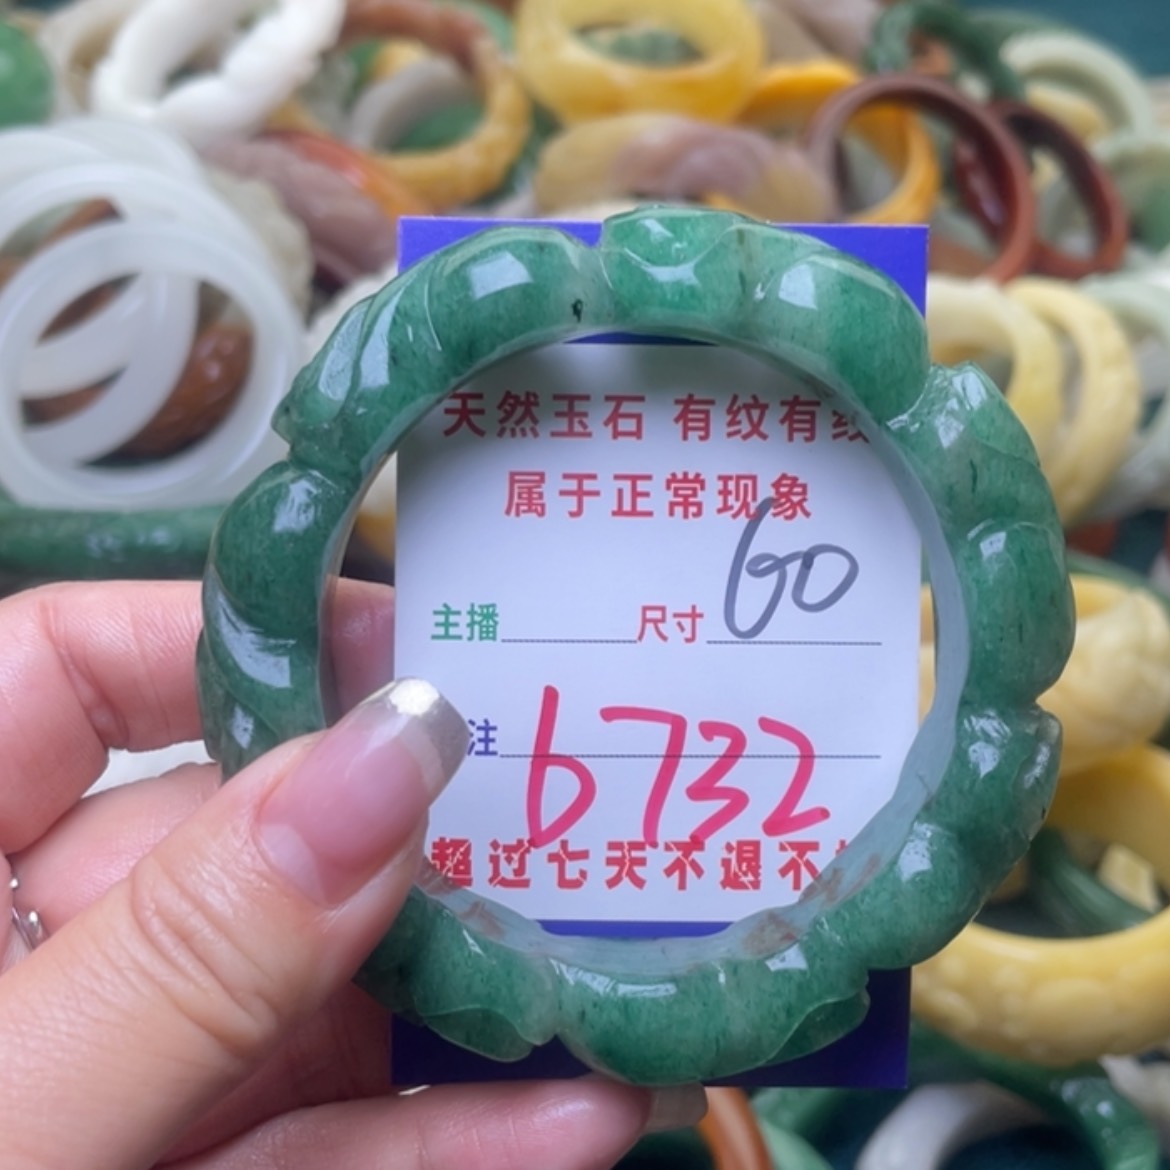 天然玉石 有纹有纹
属于正常现象
主播 尺寸 60
注 6732
超过七天不退不